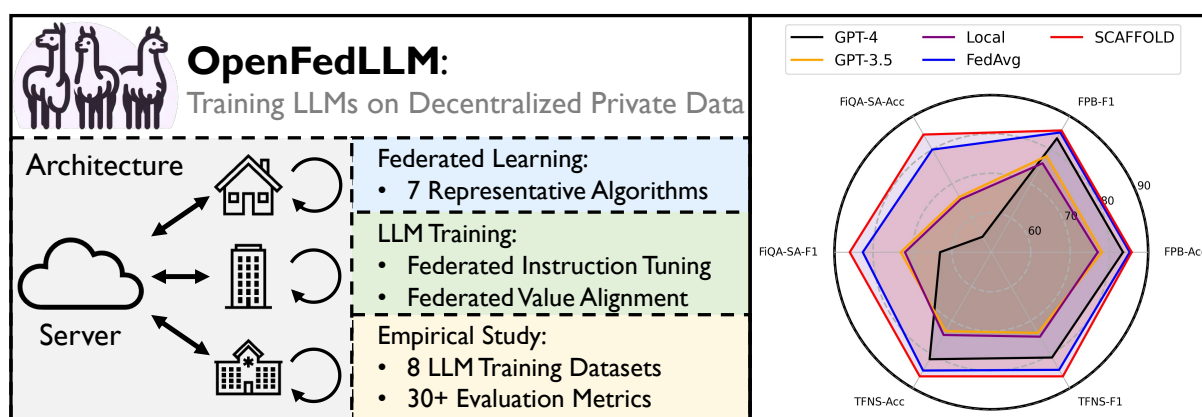 OpenFedLLM:
Training LLMs on Decentralized Private Data
Architecture
Server
Federated Learning:
• 7 Representative Algorithms
LLM Training:
• Federated Instruction Tuning
• Federated Value Alignment
Empirical Study:
• 8 LLM Training Datasets
• 30+ Evaluation Metrics
GPT-4
GPT-3.5
Local
FedAvg
SCAFFOLD
FiQA-SA-Acc
FPB-F1
90
80
70
60
FiQA-SA-F1
FPB-Acc
TFNS-Acc
TFNS-F1